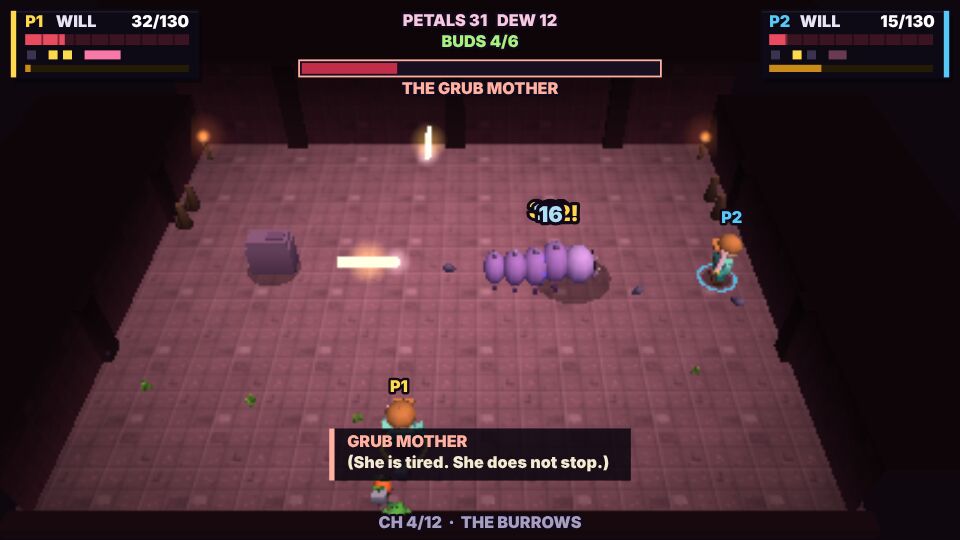 P1 WILL 32/130
PETALS 31 DEW 12
BUDS 4/6
THE GRUB MOTHER
P2 WILL 15/130
16
!
P2
P1
GRUB MOTHER
(She is tired. She does not stop.)
CH 4/12 · THE BURROWS